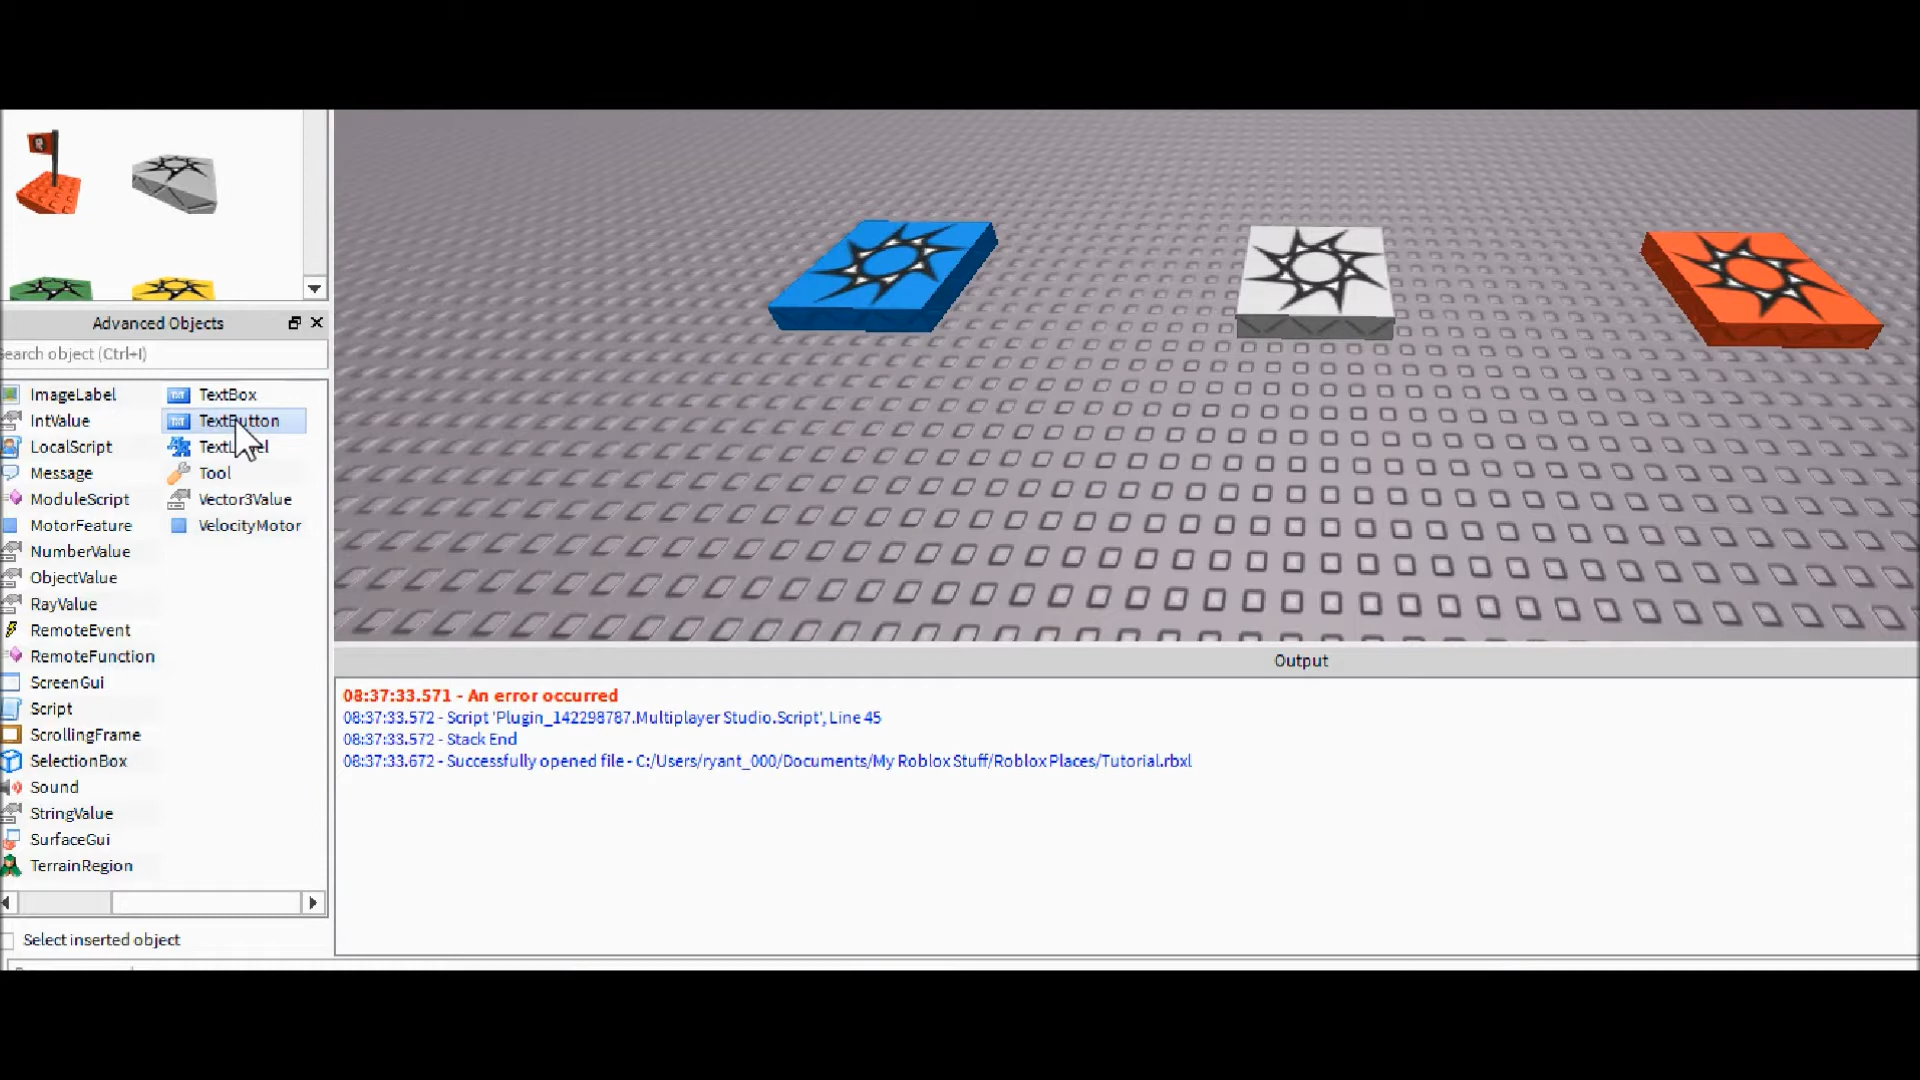 R
Advanced Objects
Search object (Ctrl+I)
ImageLabel
IntValue
LocalScript
Message
ModuleScript
MotorFeature
NumberValue
ObjectValue
RayValue
RemoteEvent
RemoteFunction
ScreenGui
Script
ScrollingFrame
SelectionBox
Sound
StringValue
SurfaceGui
TerrainRegion
TextBox
TextButton
Tool
Vector3Value
VelocityMotor
Select inserted object
Output
08:37:33.571 - An error occurred
08:37:33.572 - Script 'Plugin_142298787.Multiplayer Studio.Script', Line 45
08:37:33.572 - Stack End
08:37:33.672 - Successfully opened file - C:/Users/ryant_000/Documents/My Roblox Stuff/Roblox Places/Tutorial.rbxl